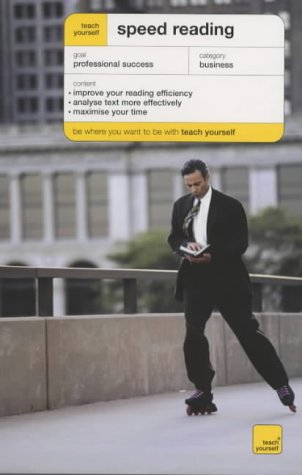 teach
yourself
speed reading
goal
professional success
category
business
content
• improve your reading efficiency
• analyse text more effectively
• maximise your time
be where you want to be with teach yourself
teach
yourself